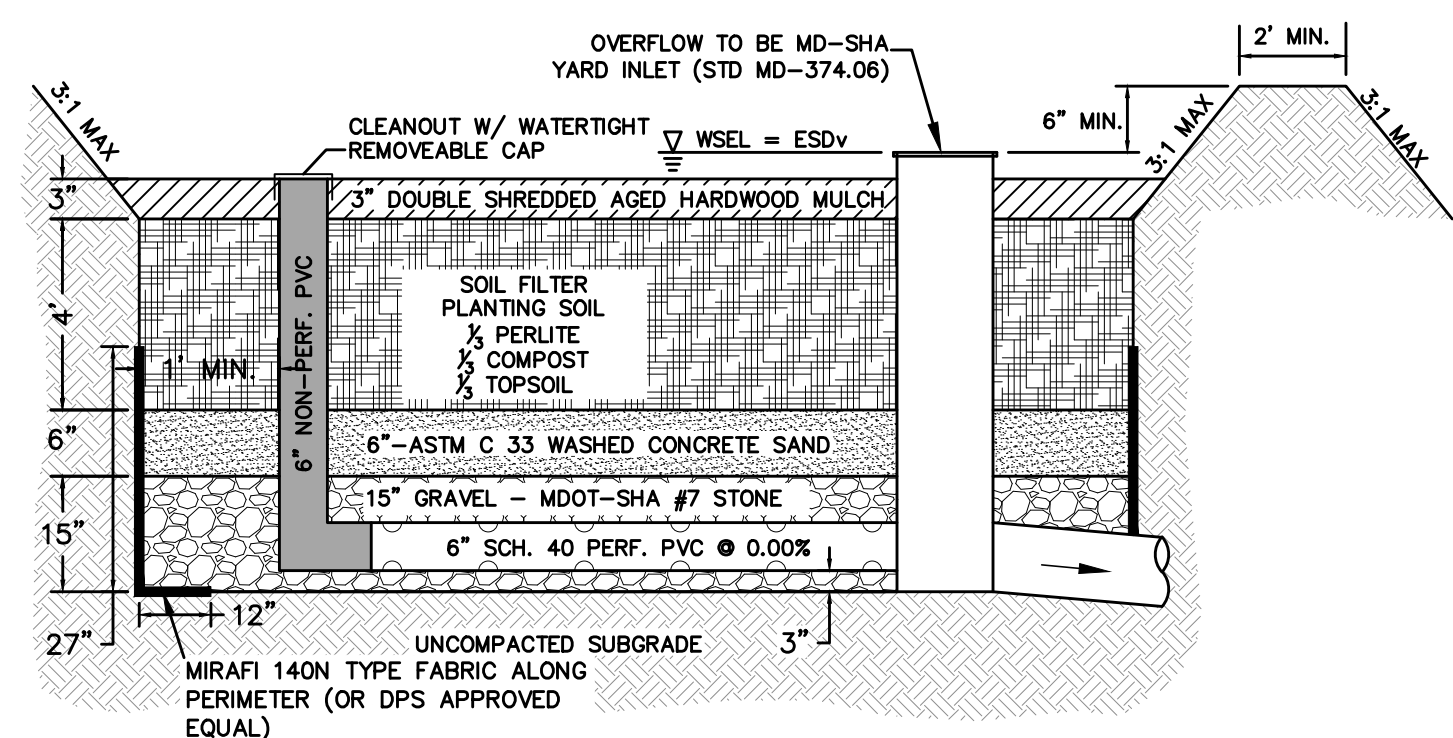 OVERFLOW TO BE MD-SHA
YARD INLET (STD MD-374.06)
2' MIN.
3:1 MAX
6" MIN.
3:1 MAX
3:1 MAX
CLEANOUT W/ WATERTIGHT
REMOVEABLE CAP
WSEL = ESDv
3"
3" DOUBLE SHREDDED AGED HARDWOOD MULCH
4'
6" NON-PERF. PVC
SOIL FILTER
PLANTING SOIL
1/3 PERLITE
1/3 COMPOST
1/3 TOPSOIL
1' MIN.
6"
6"-ASTM C 33 WASHED CONCRETE SAND
15"
15" GRAVEL - MDOT-SHA #7 STONE
6" SCH. 40 PERF. PVC @ 0.00%
12"
27"
UNCOMPACTED SUBGRADE
3"
MIRAFI 140N TYPE FABRIC ALONG
PERIMETER (OR DPS APPROVED
EQUAL)